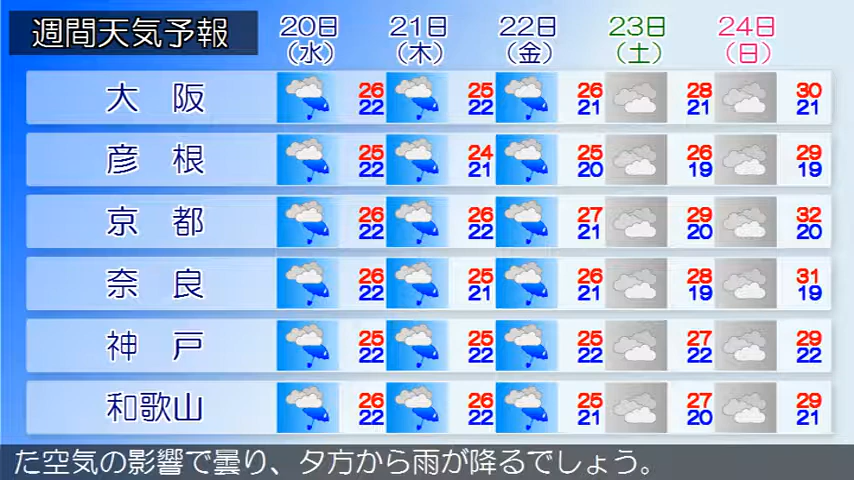 週間天気予報 20日 21日 22日 23日 24日
(水) (木) (金) (土) (日)
大阪 26 25 26 28 30
22 22 21 21 21
彦根 25 24 25 26 29
22 21 20 19 19
京都 26 26 27 29 32
22 22 21 20 20
奈良 26 25 26 28 31
22 21 21 19 19
神戸 25 25 25 27 29
22 22 22 22 22
和歌山 26 26 25 27 29
22 22 21 20 21
た空気の影響で曇り、夕方から雨が降るでしょう。